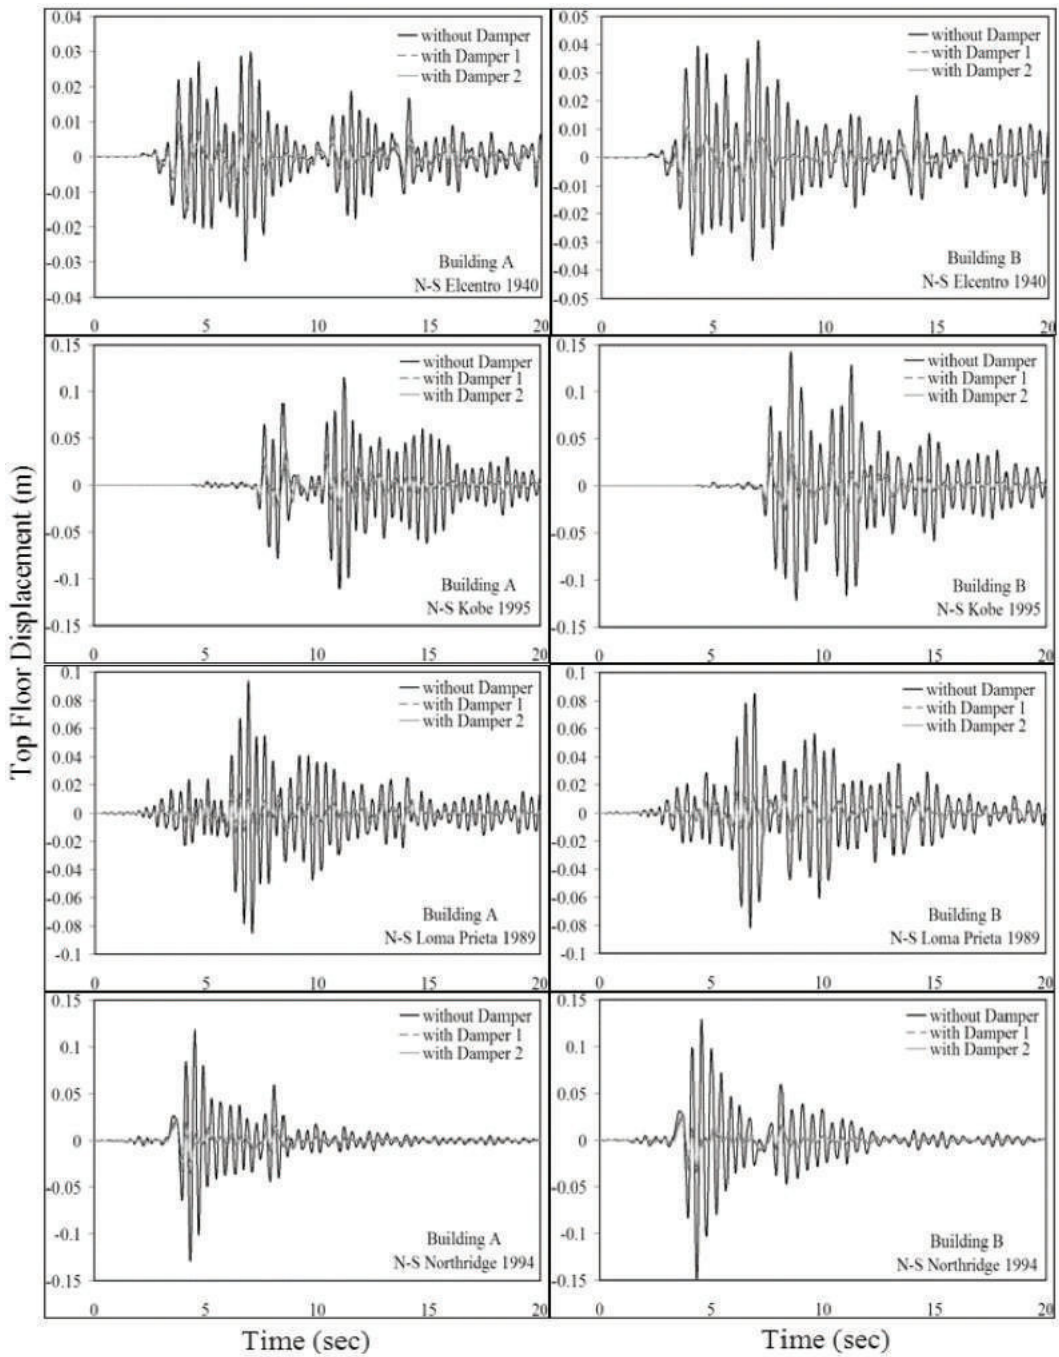 Top Floor Displacement (m)
0.04
0.03
0.02
0.01
0
-0.01
-0.02
-0.03
-0.04
without Damper
with Damper 1
with Damper 2
Building A
N-S Elcentro 1940
0
5
10
15
20
0.05
0.04
0.03
0.02
0.01
0
-0.01
-0.02
-0.03
-0.04
-0.05
without Damper
with Damper 1
with Damper 2
Building B
N-S Elcentro 1940
0
5
10
15
20
0.15
0.1
0.05
0
-0.05
-0.1
-0.15
without Damper
with Damper 1
with Damper 2
Building A
N-S Kobe 1995
0
5
10
15
20
0.15
0.1
0.05
0
-0.05
-0.1
-0.15
without Damper
with Damper 1
with Damper 2
Building B
N-S Kobe 1995
0
5
10
15
20
0.1
0.08
0.06
0.04
0.02
0
-0.02
-0.04
-0.06
-0.08
-0.1
without Damper
with Damper 1
with Damper 2
Building A
N-S Loma Prieta 1989
0
5
10
15
20
0.1
0.08
0.06
0.04
0.02
0
-0.02
-0.04
-0.06
-0.08
-0.1
without Damper
with Damper 1
with Damper 2
Building B
N-S Loma Prieta 1989
0
5
10
15
20
0.15
0.1
0.05
0
-0.05
-0.1
-0.15
without Damper
with Damper 1
with Damper 2
Building A
N-S Northridge 1994
0
5
10
15
20
Time (sec)
0.15
0.1
0.05
0
-0.05
-0.1
-0.15
without Damper
with Damper 1
with Damper 2
Building B
N-S Northridge 1994
0
5
10
15
20
Time (sec)